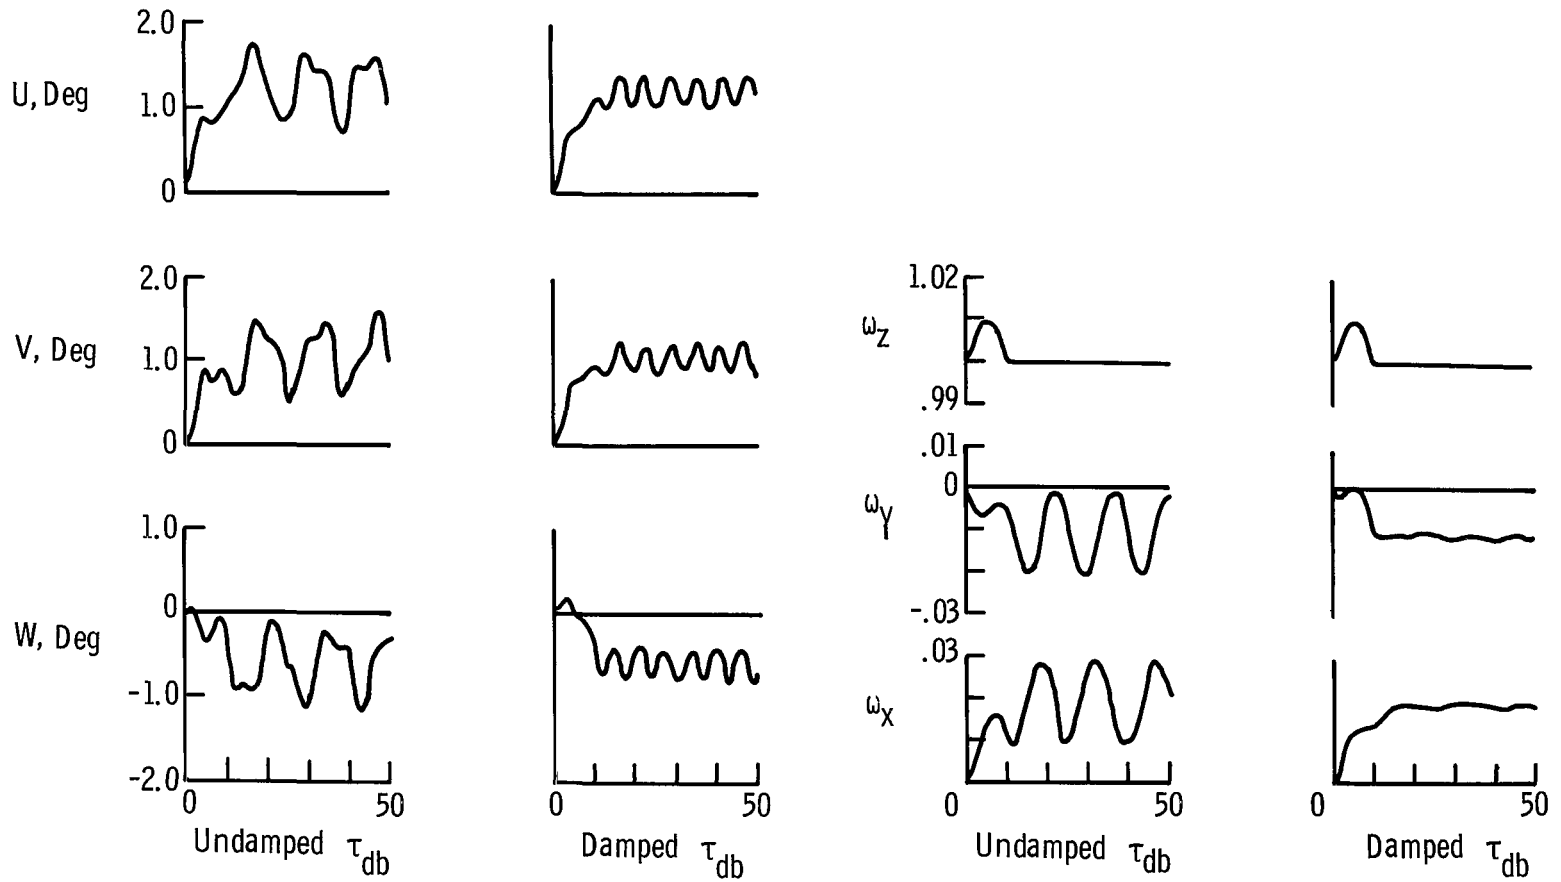 2.0
U, Deg
1.0
0
2.0
V, Deg
1.0
0
1.0
0
W, Deg
-1.0
-2.0
0 50
Undamped τdb
0 50
Damped τdb
1.02
ωZ
.99
.01
0
ωY
-.03
.03
ωX
0 50
Undamped τdb
0 50
Damped τdb